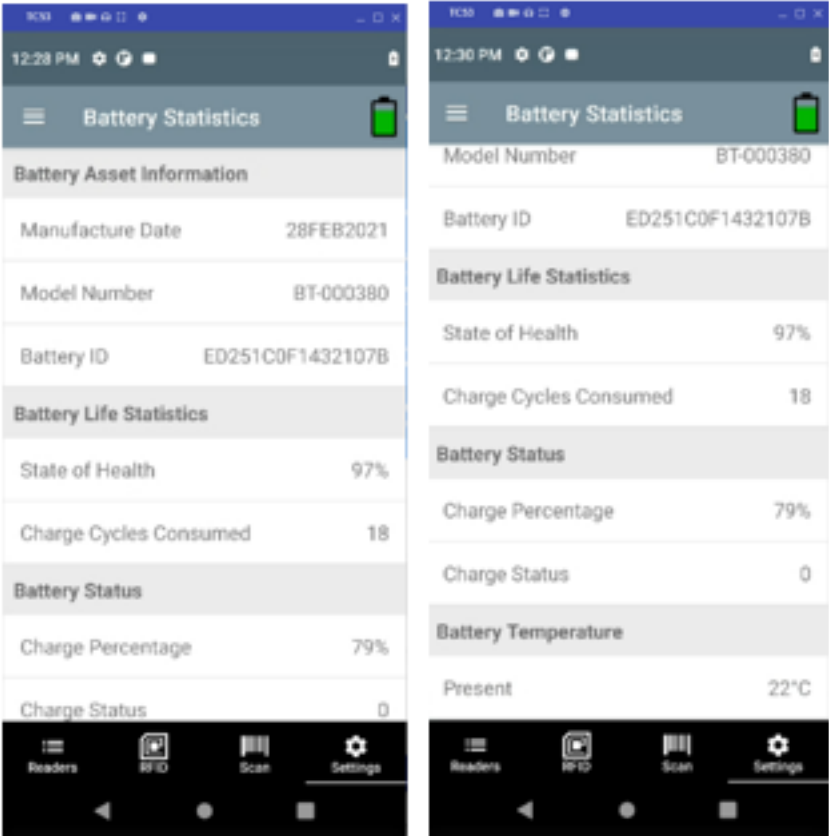 TC53
12:28 PM
Battery Statistics
Battery Asset Information
Manufacture Date 28FEB2021
Model Number BT-000380
Battery ID ED251C0F1432107B
Battery Life Statistics
State of Health 97%
Charge Cycles Consumed 18
Battery Status
Charge Percentage 79%
Charge Status 0
Readers RFID Scan Settings
TC53
12:30 PM
Battery Statistics
Model Number BT-000380
Battery ID ED251C0F1432107B
Battery Life Statistics
State of Health 97%
Charge Cycles Consumed 18
Battery Status
Charge Percentage 79%
Charge Status 0
Battery Temperature
Present 22°C
Readers RFID Scan Settings